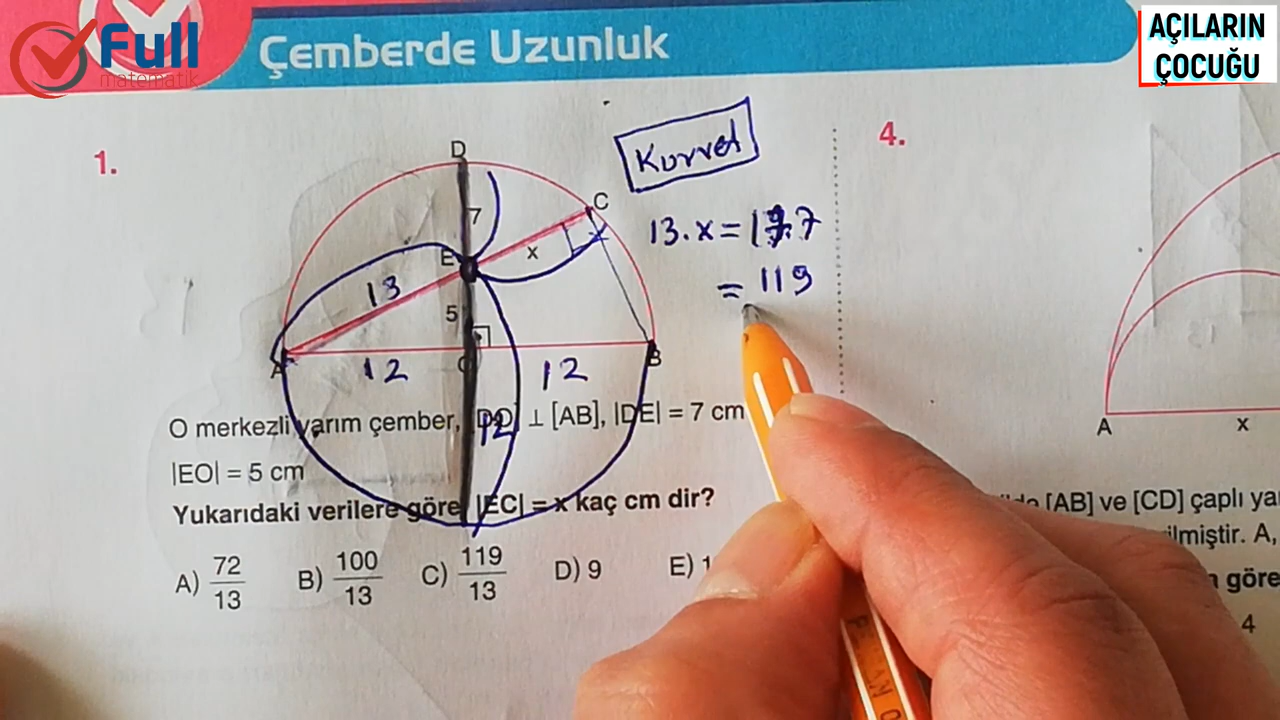 Full
matematik
Çemberde Uzunluk
AÇILARIN
ÇOCUĞU
1.
D
7
C
E
x
13
5
A
12
12
B
Kuvvet
13.x=17.7
=119
O merkezli yarım çember, [DO] ⊥ [AB], |DE| = 7 cm
12
|EO| = 5 cm
Yukarıdaki verilere göre, |EC| = x kaç cm dir?
A) 72/13 B) 100/13 C) 119/13 D) 9 E) 1
4.
A
x
[AB] ve [CD] çaplı
A,
göre
4